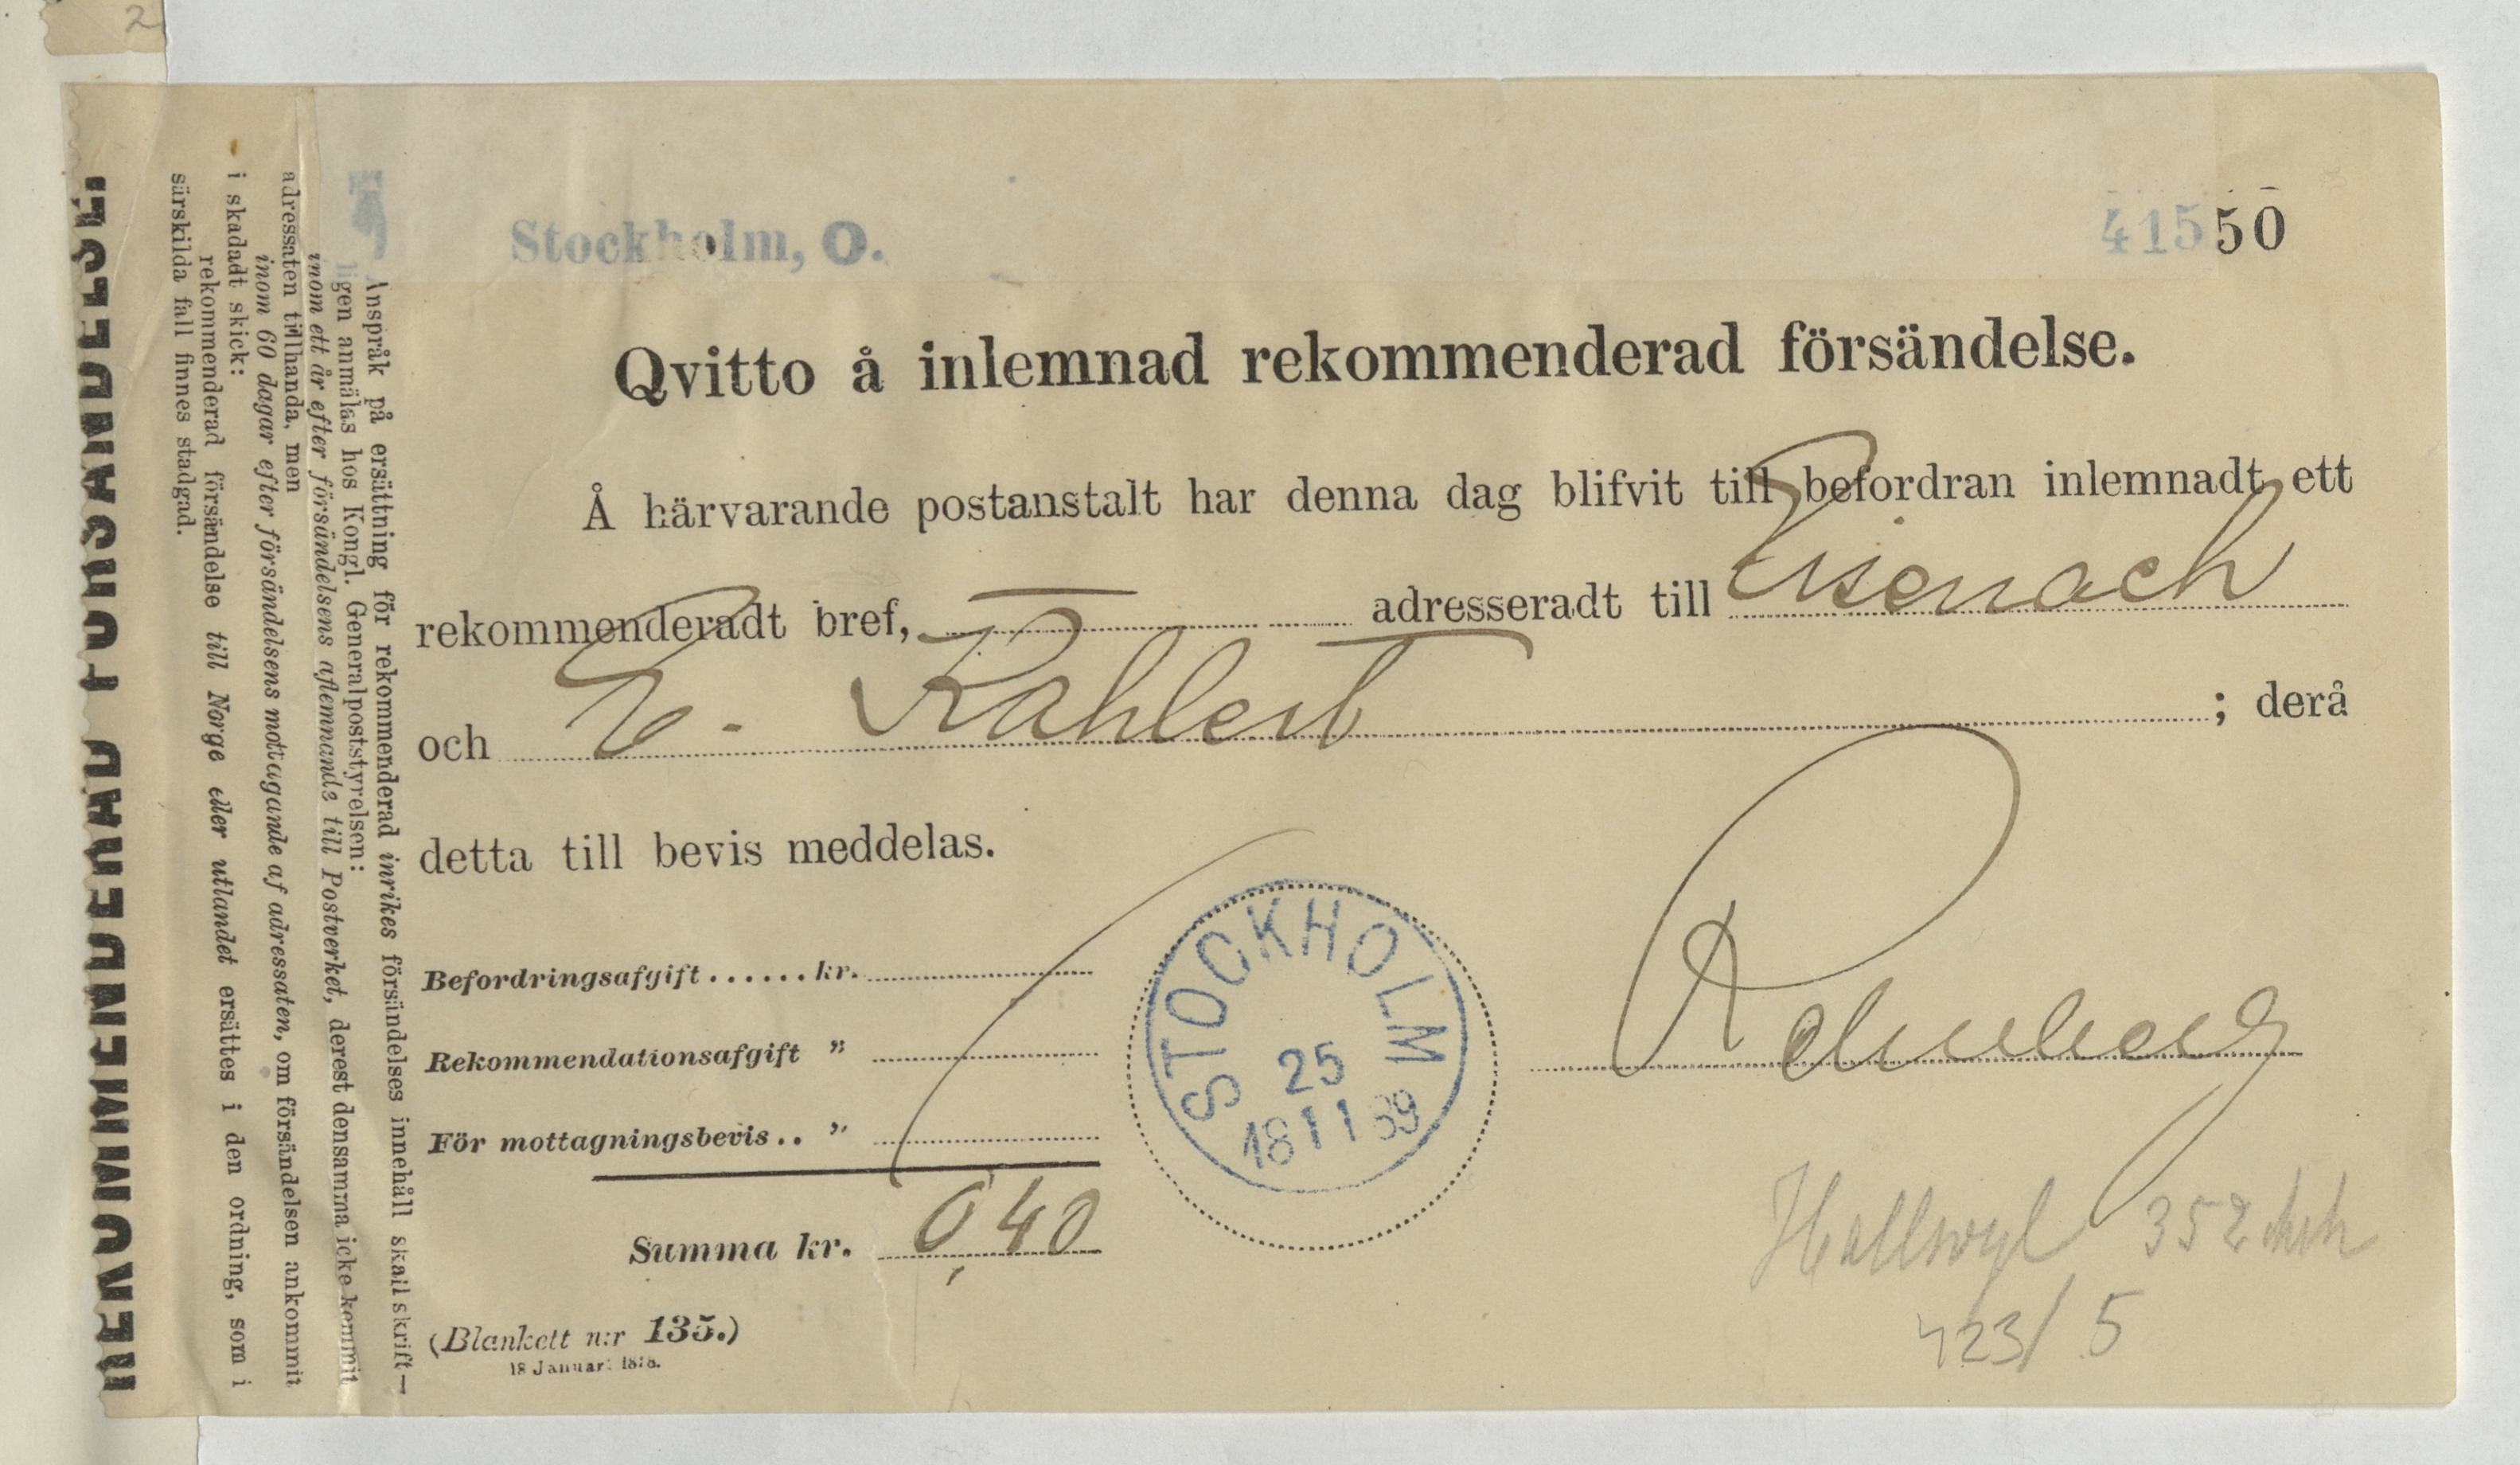 2
Stockholm, O.
415 50
Qvitto å inlemnad rekommenderad försändelse.
Å härvarande postanstalt har denna dag blifvit till befordran inlemnadt ett
rekommenderadt bref, — adresseradt till Eisenach
och E. Kahlert ; derå
detta till bevis meddelas.
Befordringsafgift ...... kr.
Rekommendationsafgift "
För mottagningsbevis .. "
Summa kr. 0,40
(Blankett n:r 135.)
18 Januari 1878.
STOCKHOLM
25
18 11 89
Hallwyl 352
423/5
Anspråk på ersättning för rekommenderad inrikes försändelses innehåll skall skrift-
ligen anmälas hos Kongl. Generalpoststyrelsen:
inom ett år efter försändelsens aflemnande till Postverket, derest densamma icke kommit
adressaten tillhanda, men
inom 60 dagar efter försändelsens mottagande af adressaten, om försändelsen ankommit
i skadadt skick:
rekommenderad försändelse till Norge eller utlandet ersättes i den ordning, som i
särskilda fall finnes stadgad.
REKOMMENDERAD FÖRSÄNDELSE.